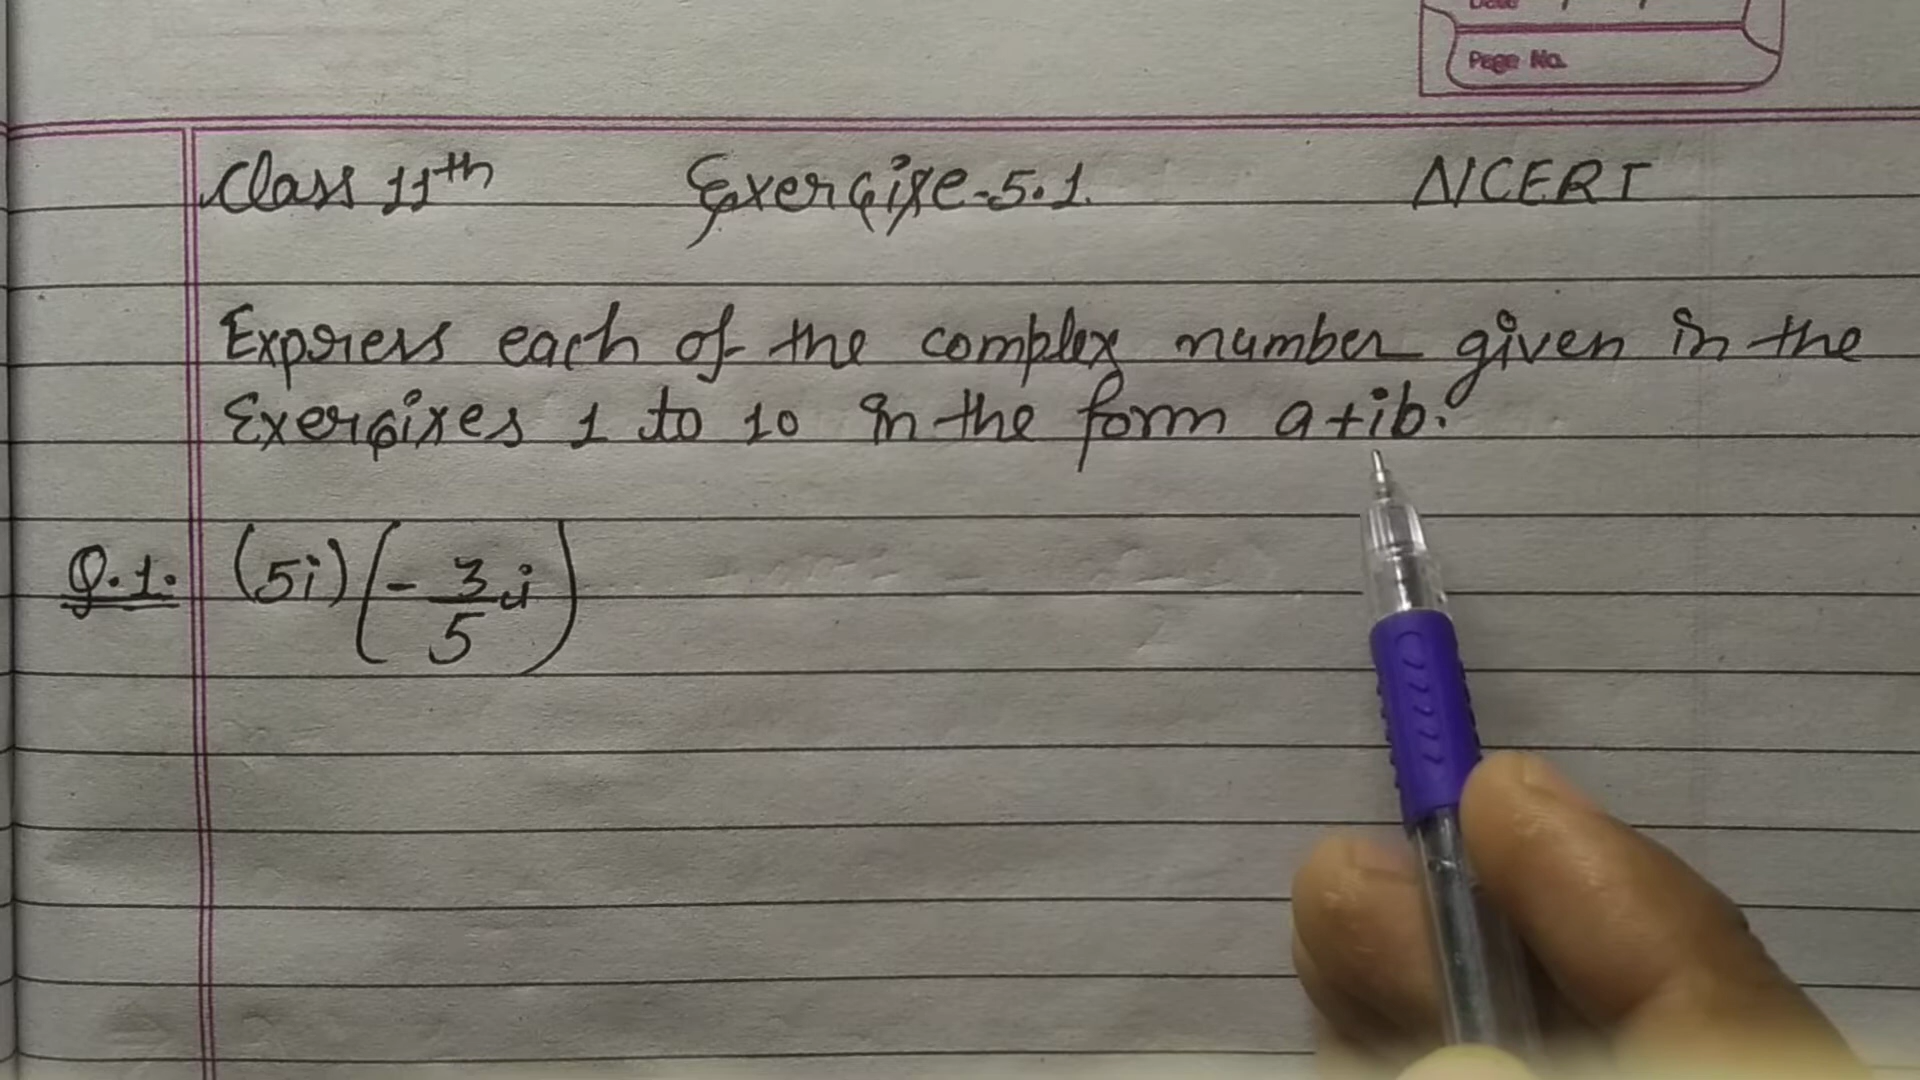 Date
Page No.
Class 11th Exercise-5.1. NCERT
Express each of the complex number given in the
Exercises 1 to 10 in the form a+ib.
Q.1. (5i)(-3/5 i)